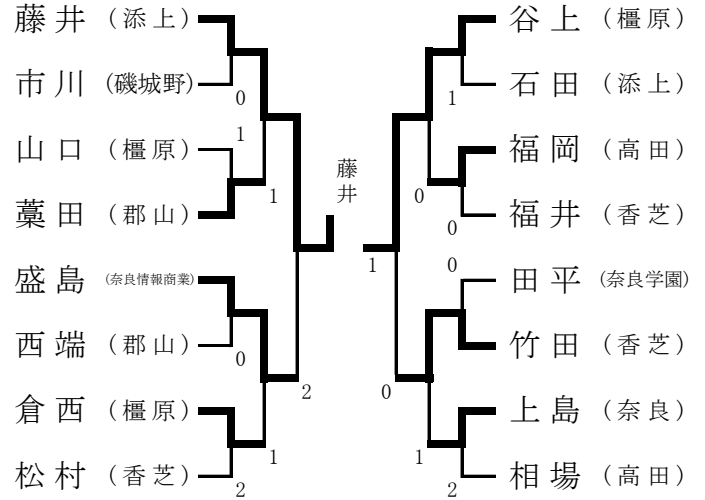 藤井 (添上)
市川 (磯城野)
0
1
山口 (橿原)
藁田 (郡山)
1
盛島 (奈良情報商業)
西端 (郡山)
0
2
倉西 (橿原)
1
松村 (香芝)
2
藤井
1
谷上 (橿原)
石田 (添上)
1
福岡 (高田)
0
福井 (香芝)
0
0
田平 (奈良学園)
竹田 (香芝)
0
上島 (奈良)
1
相場 (高田)
2